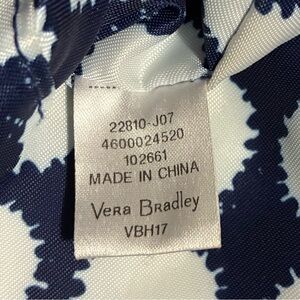 22810-J07
4600024520
102661
MADE IN CHINA
Vera Bradley
VBH17